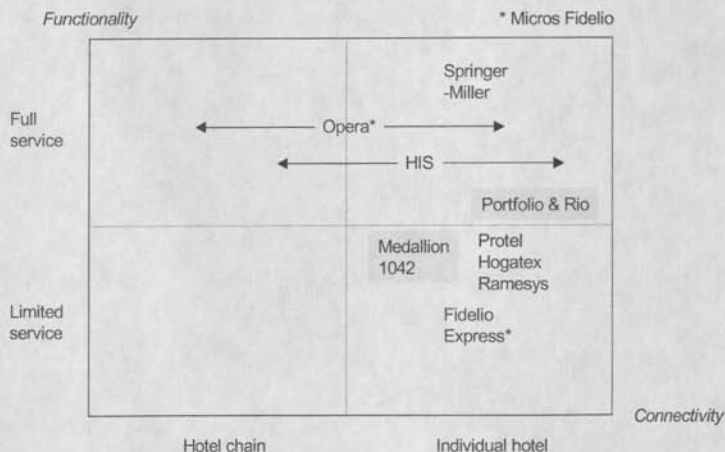 Functionality
* Micros Fidelio
Springer
-Miller
Full
service
Opera*
HIS
Portfolio & Rio
Medallion
1042
Protel
Hogatex
Ramesys
Limited
service
Fidelio
Express*
Connectivity
Hotel chain
Individual hotel